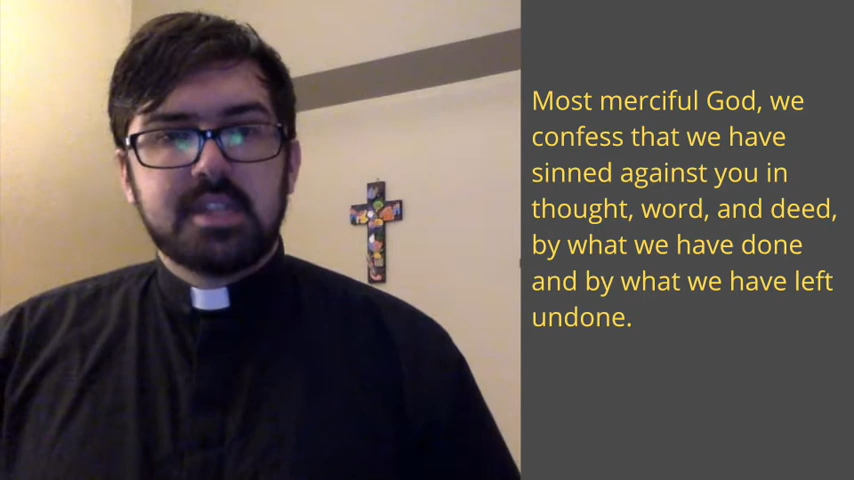 Most merciful God, we
confess that we have
sinned against you in
thought, word, and deed,
by what we have done
and by what we have left
undone.